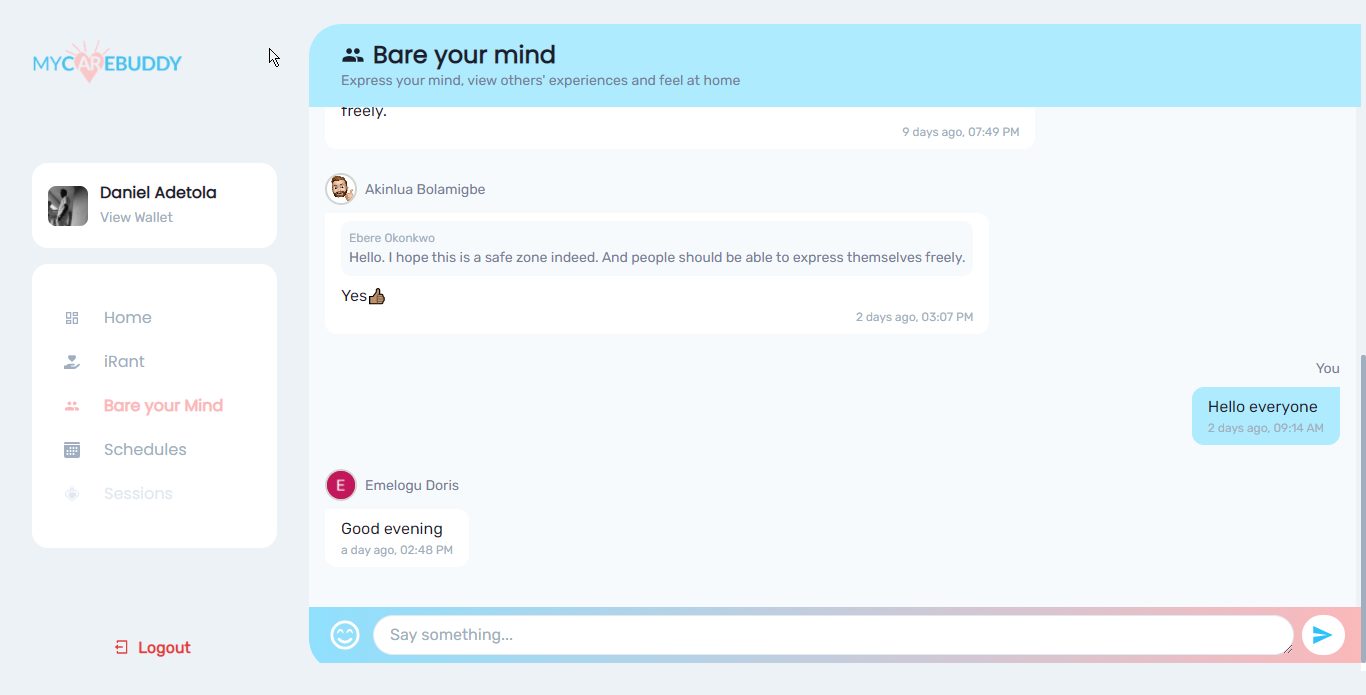 MYCAREBUDDY
Daniel Adetola
View Wallet
Home
iRant
Bare your Mind
Schedules
Sessions
Logout
Bare your mind
Express your mind, view others' experiences and feel at home
freely.
9 days ago, 07:49 PM
Akinlua Bolamigbe
Ebere Okonkwo
Hello. I hope this is a safe zone indeed. And people should be able to express themselves freely.
Yes👍🏾
2 days ago, 03:07 PM
You
Hello everyone
2 days ago, 09:14 AM
E
Emelogu Doris
Good evening
a day ago, 02:48 PM
Say something...